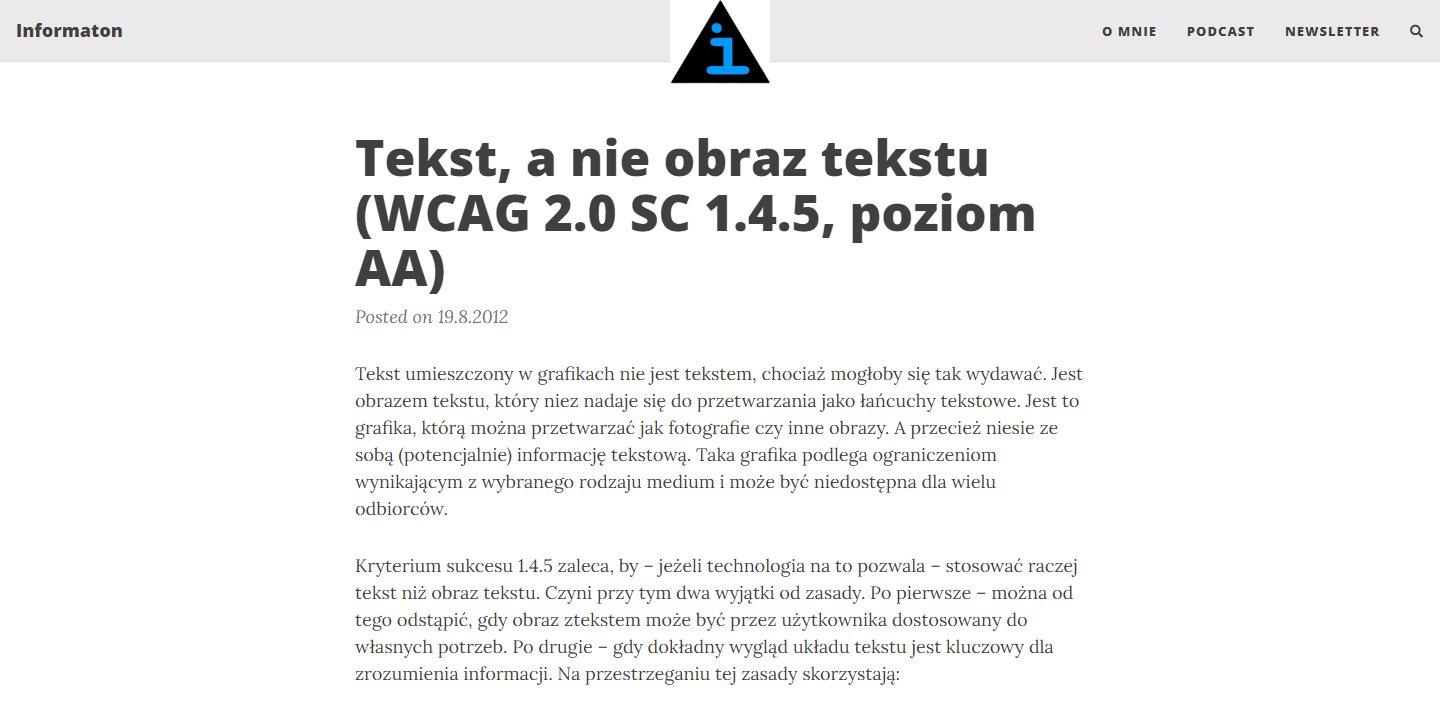 Informaton
i
O MNIE
PODCAST
NEWSLETTER
Tekst, a nie obraz tekstu
(WCAG 2.0 SC 1.4.5, poziom
AA)
Posted on 19.8.2012
Tekst umieszczony w grafikach nie jest tekstem, chociaż mogłoby się tak wydawać. Jest
obrazem tekstu, który niez nadaje się do przetwarzania jako łańcuchy tekstowe. Jest to
grafika, którą można przetwarzać jak fotografie czy inne obrazy. A przecież niesie ze
sobą (potencjalnie) informację tekstową. Taka grafika podlega ograniczeniom
wynikającym z wybranego rodzaju medium i może być niedostępna dla wielu
odbiorców.
Kryterium sukcesu 1.4.5 zaleca, by – jeżeli technologia na to pozwala – stosować raczej
tekst niż obraz tekstu. Czyni przy tym dwa wyjątki od zasady. Po pierwsze – można od
tego odstąpić, gdy obraz ztekstem może być przez użytkownika dostosowany do
własnych potrzeb. Po drugie – gdy dokładny wygląd układu tekstu jest kluczowy dla
zrozumienia informacji. Na przestrzeganiu tej zasady skorzystają: